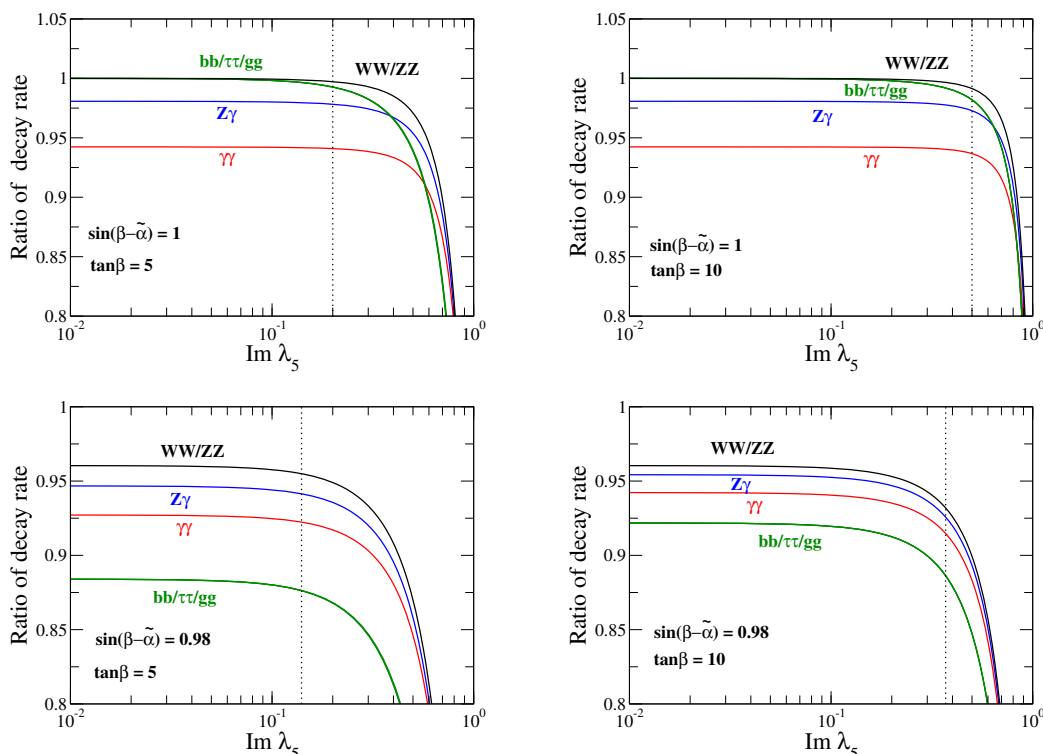 1.05
1
0.95
0.9
0.85
0.8
Ratio of decay rate
bb/ττ/gg
WW/ZZ
Zγ
γγ
sin(β-α̃) = 1
tanβ = 5
10⁻²
10⁻¹
10⁰
Im λ₅
1.05
1
0.95
0.9
0.85
0.8
Ratio of decay rate
WW/ZZ
bb/ττ/gg
Zγ
γγ
sin(β-α̃) = 1
tanβ = 10
10⁻²
10⁻¹
10⁰
Im λ₅
1
0.95
0.9
0.85
0.8
Ratio of decay rate
WW/ZZ
Zγ
γγ
bb/ττ/gg
sin(β-α̃) = 0.98
tanβ = 5
10⁻²
10⁻¹
10⁰
Im λ₅
1
0.95
0.9
0.85
0.8
Ratio of decay rate
WW/ZZ
Zγ
γγ
bb/ττ/gg
sin(β-α̃) = 0.98
tanβ = 10
10⁻²
10⁻¹
10⁰
Im λ₅